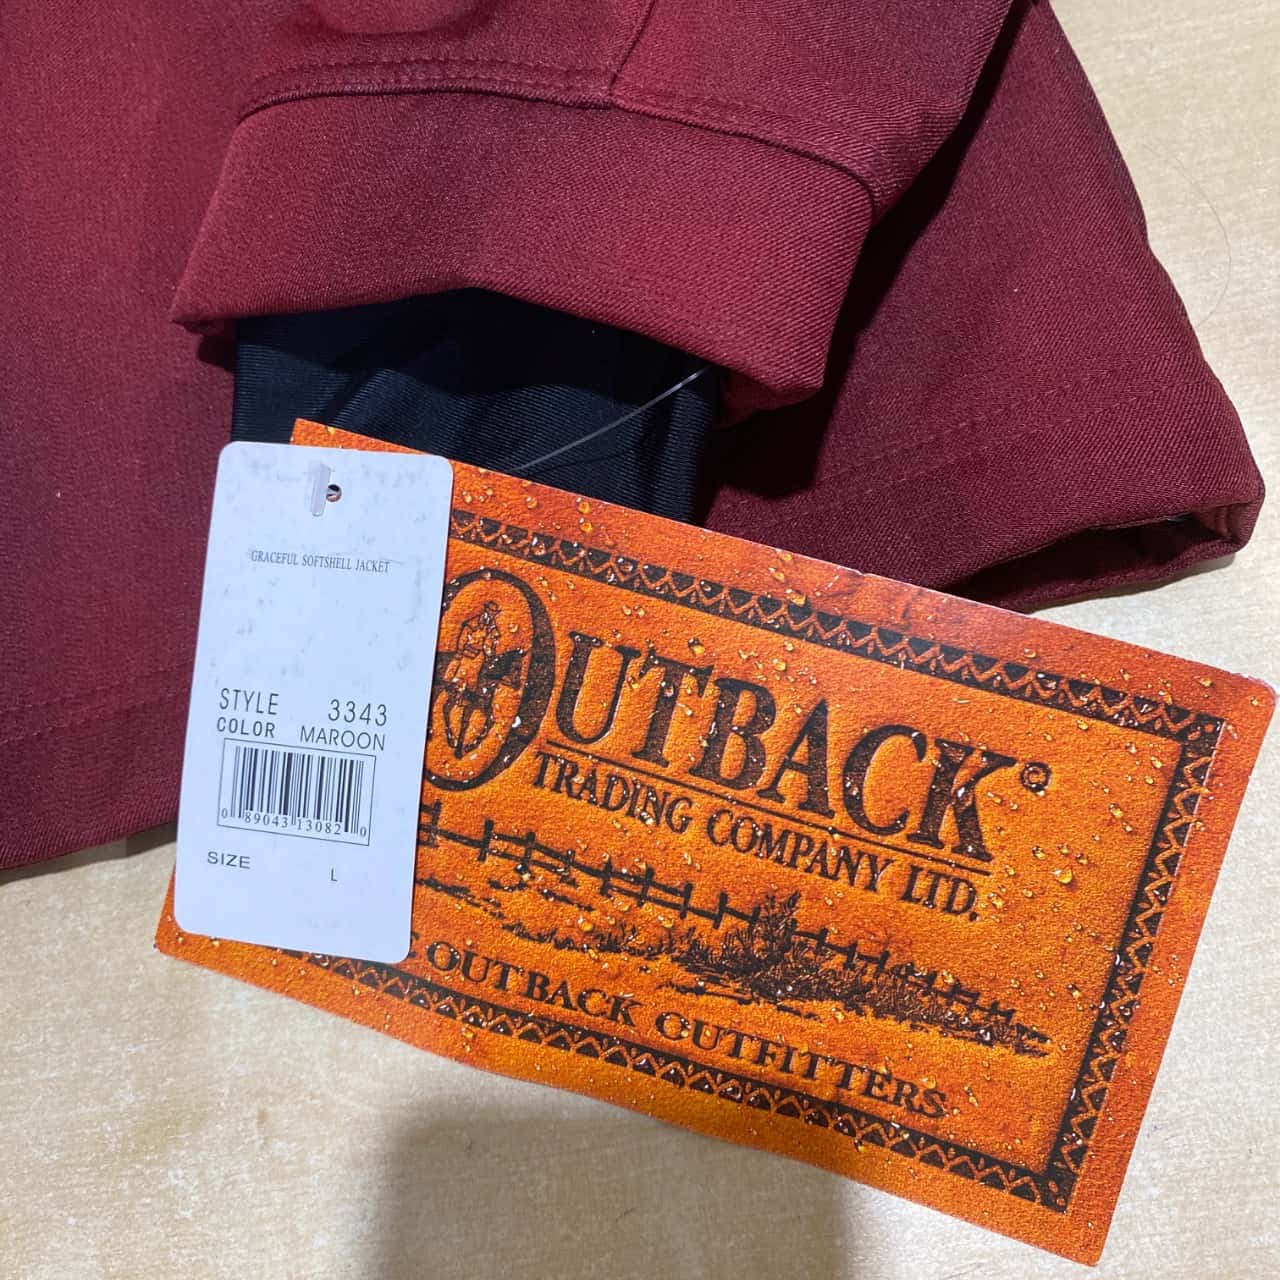 GRACEFUL SOFTSHELL JACKET
STYLE 3343
COLOR MAROON
0 89043 13082 0
SIZE L
OUTBACK®
TRADING COMPANY LTD.
OUTBACK OUTFITTERS